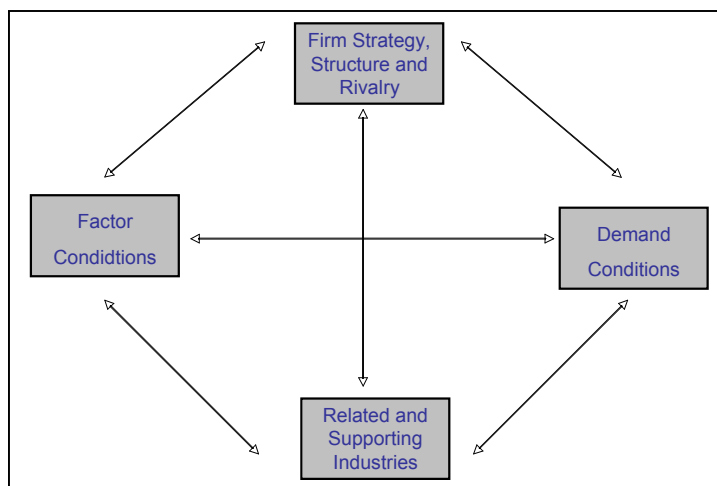 Firm Strategy,
Structure and
Rivalry
Factor
Condidtions
Demand
Conditions
Related and
Supporting
Industries